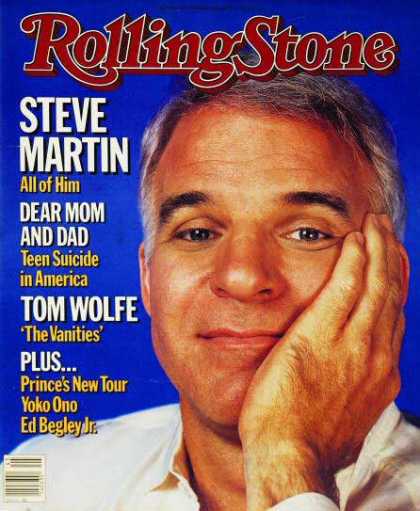 RollingStone
STEVE
MARTIN
All of Him
DEAR MOM
AND DAD
Teen Suicide
in America
TOM WOLFE
'The Vanities'
PLUS...
Prince's New Tour
Yoko Ono
Ed Begley Jr.